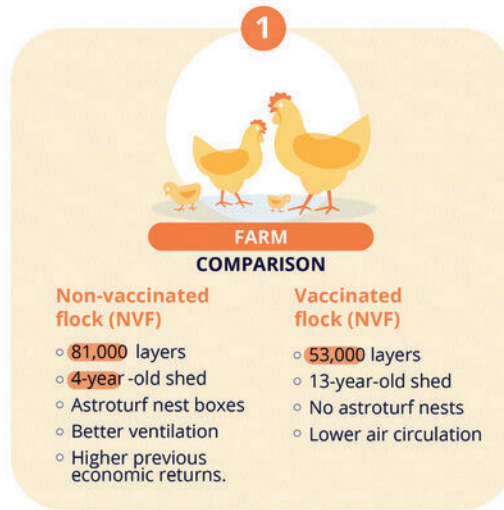 1
FARM
COMPARISON
Non-vaccinated
flock (NVF)
81,000 layers
4-year-old shed
Astroturf nest boxes
Better ventilation
Higher previous
economic returns.
Vaccinated
flock (NVF)
53,000 layers
13-year-old shed
No astroturf nests
Lower air circulation